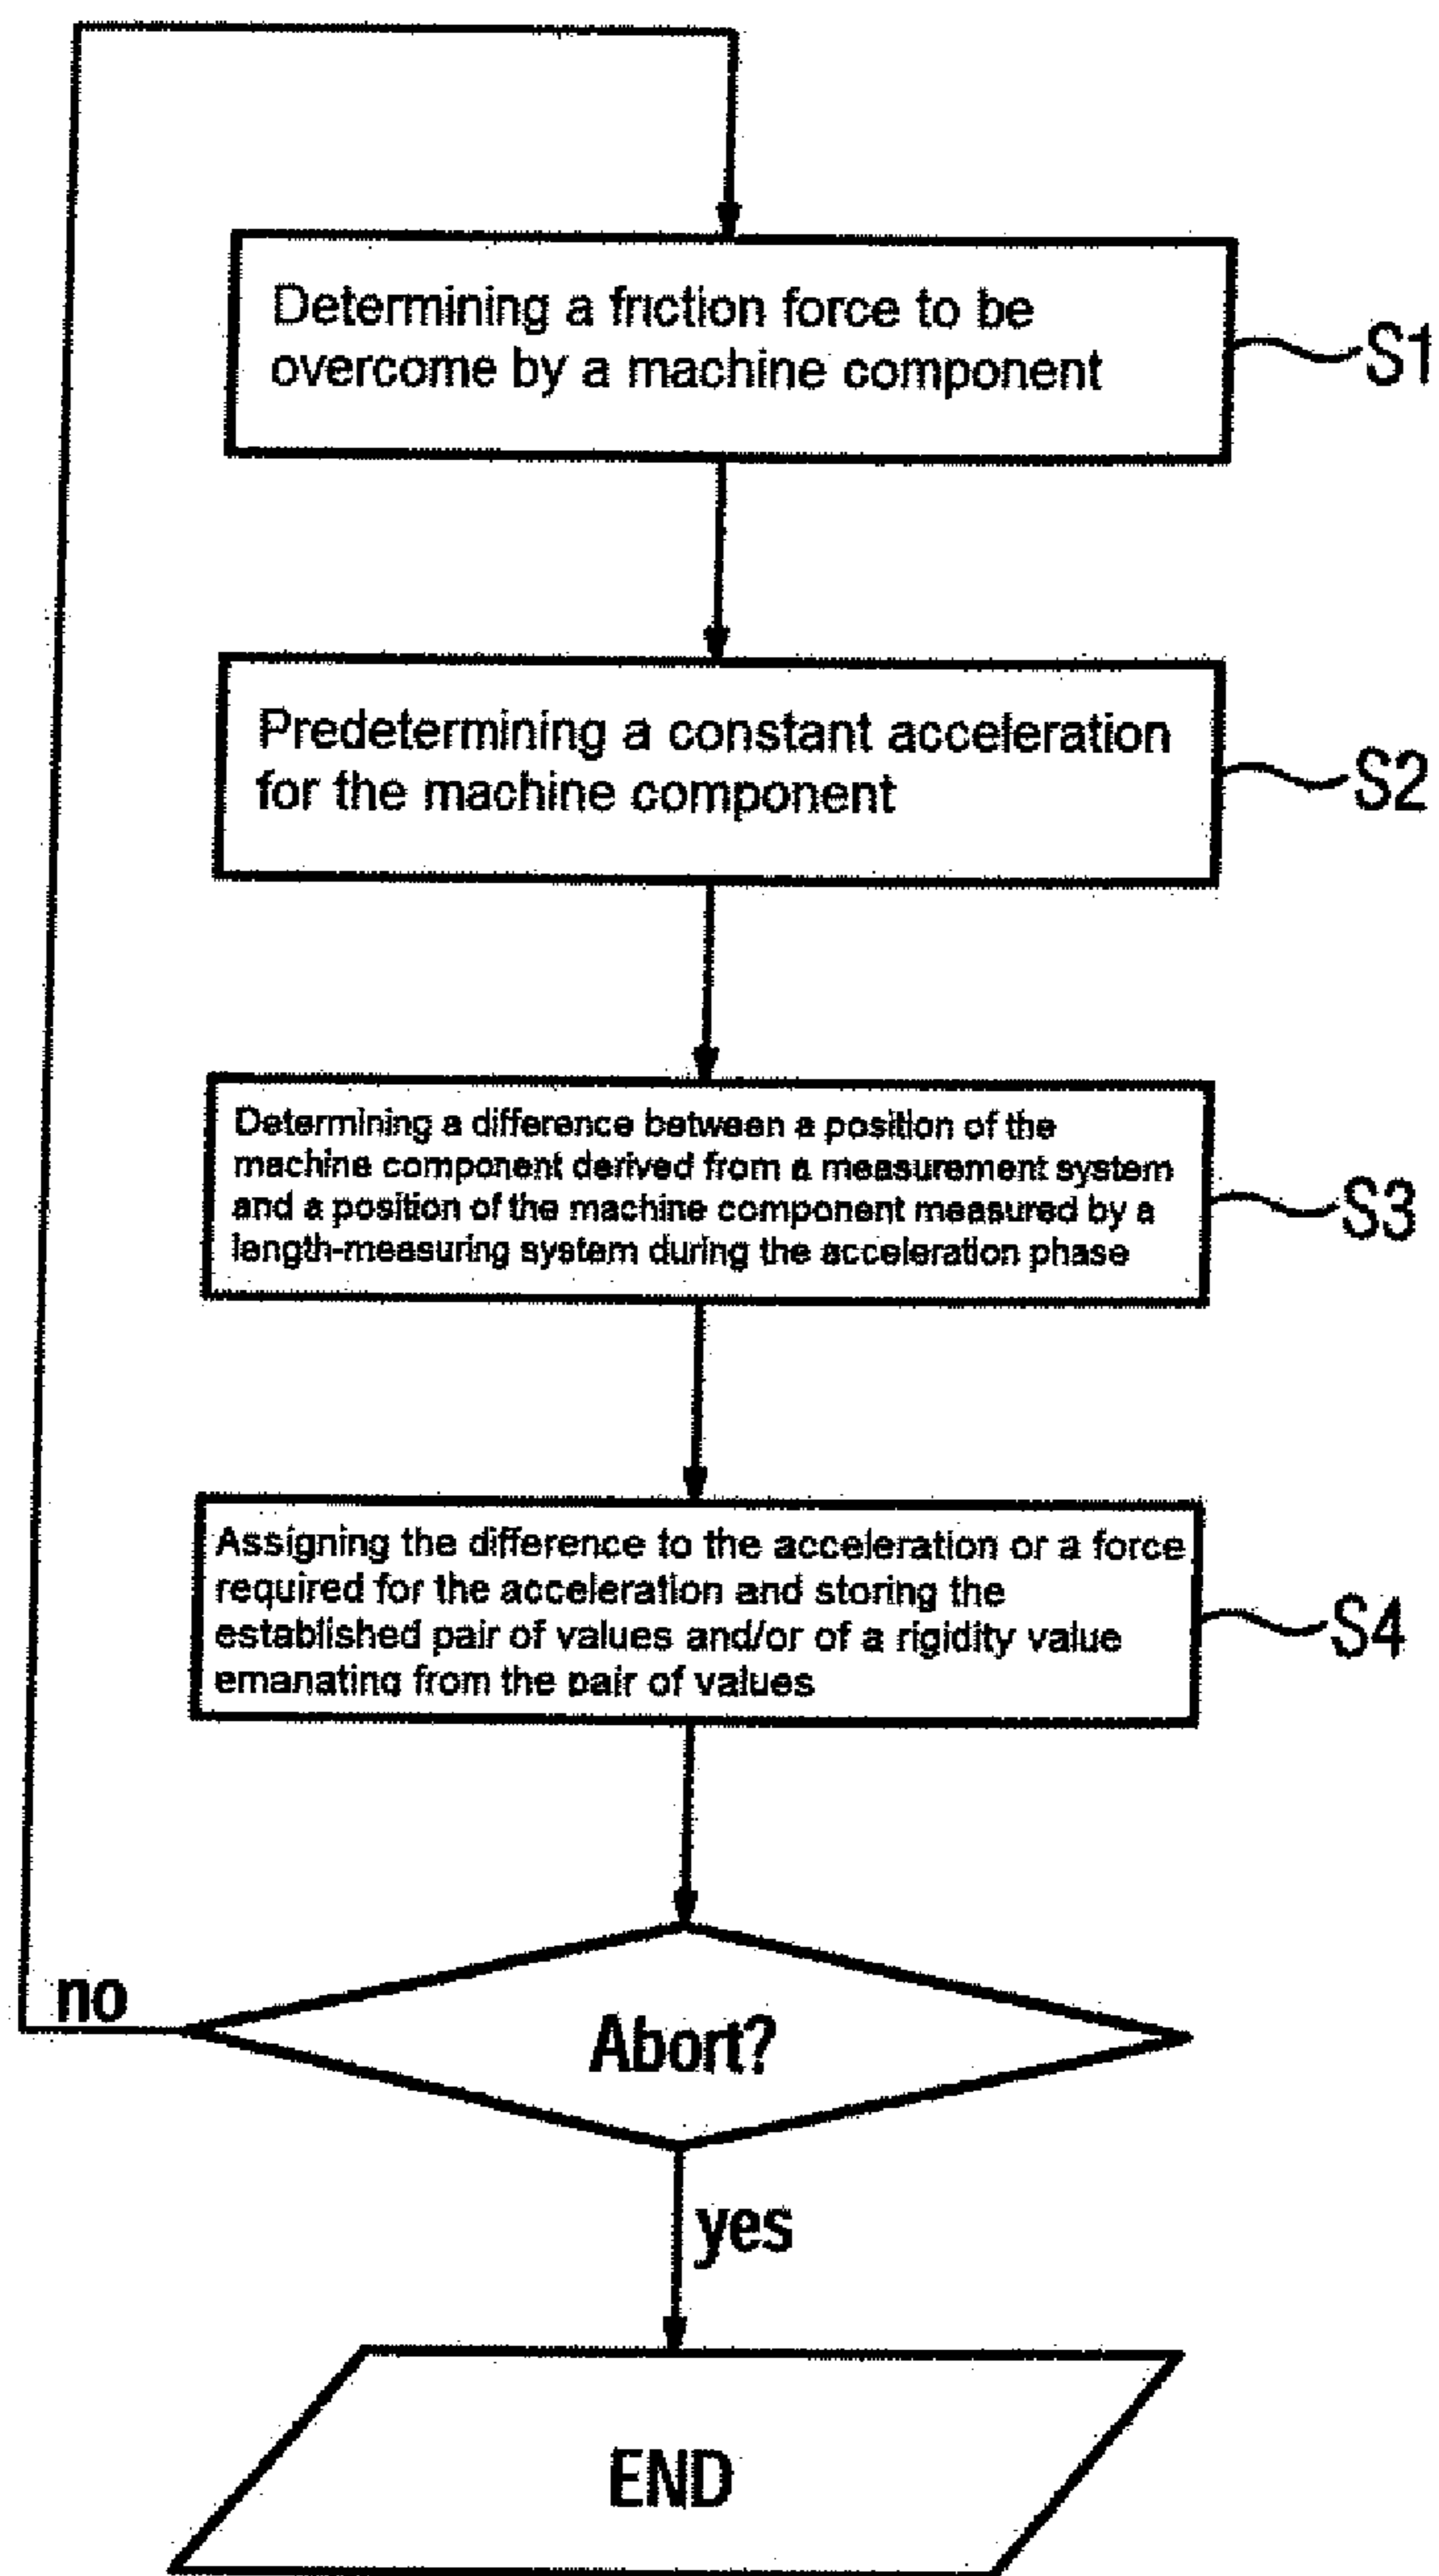 Determining a friction force to be
overcome by a machine component
S1
Predetermining a constant acceleration
for the machine component
S2
Determining a difference between a position of the
machine component derived from a measurement system
and a position of the machine component measured by a
length-measuring system during the acceleration phase
S3
Assigning the difference to the acceleration or a force
required for the acceleration and storing the
established pair of values and/or of a rigidity value
emanating from the pair of values
S4
no
Abort?
yes
END